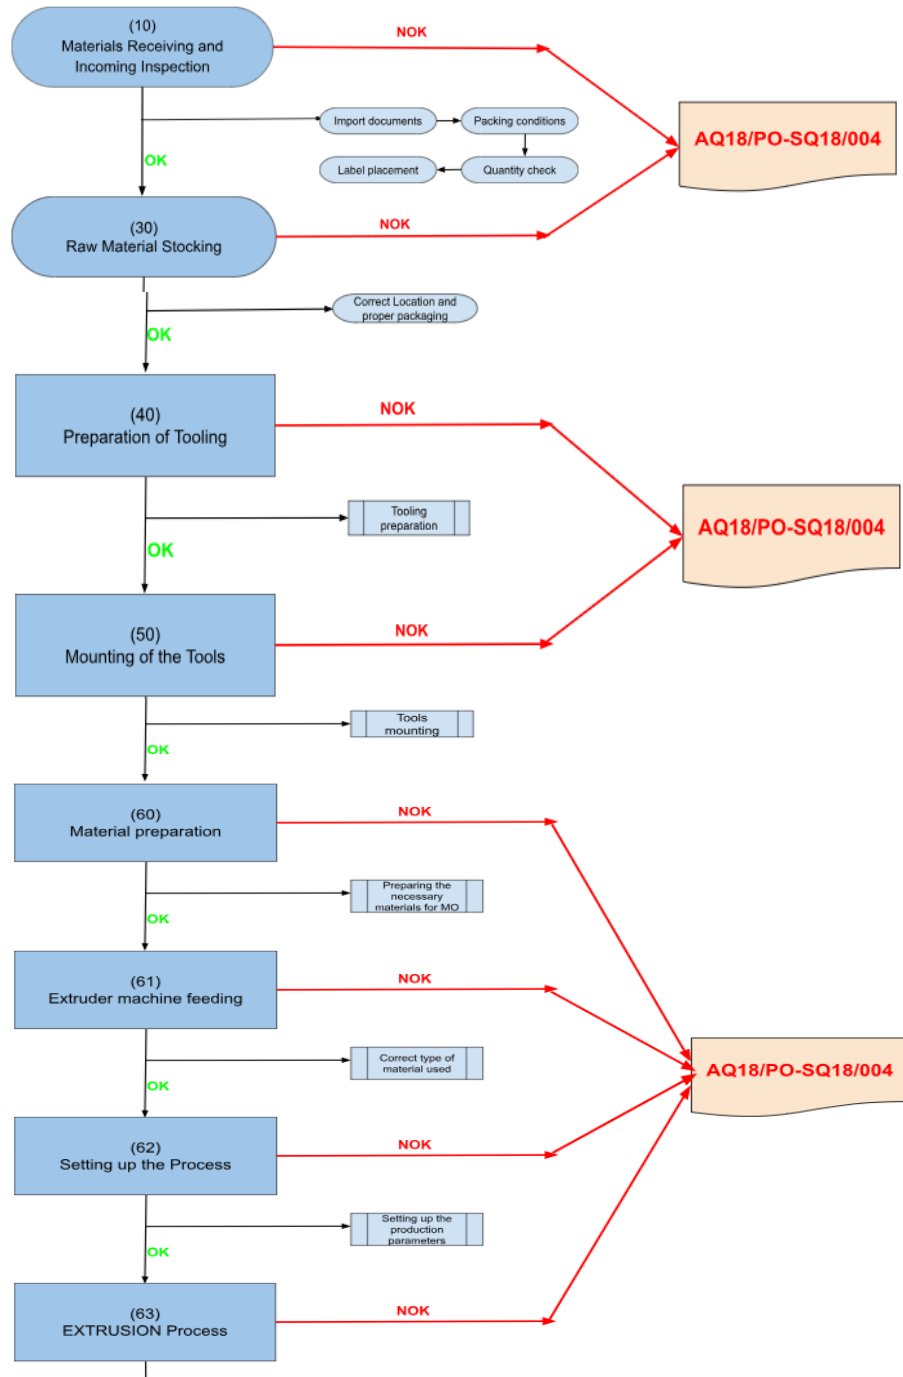 (10)
Materials Receiving and
Incoming Inspection
NOK
AQ18/PO-SQ18/004
Import documents
Packing conditions
OK
Label placement
Quantity check
(30)
Raw Material Stocking
NOK
Correct Location and
proper packaging
OK
(40)
Preparation of Tooling
NOK
Tooling
preparation
AQ18/PO-SQ18/004
OK
(50)
Mounting of the Tools
NOK
Tools
mounting
OK
(60)
Material preparation
NOK
Preparing the
necessary
materials for MO
OK
(61)
Extruder machine feeding
NOK
Correct type of
material used
AQ18/PO-SQ18/004
OK
(62)
Setting up the Process
NOK
Setting up the
production
parameters
OK
(63)
EXTRUSION Process
NOK